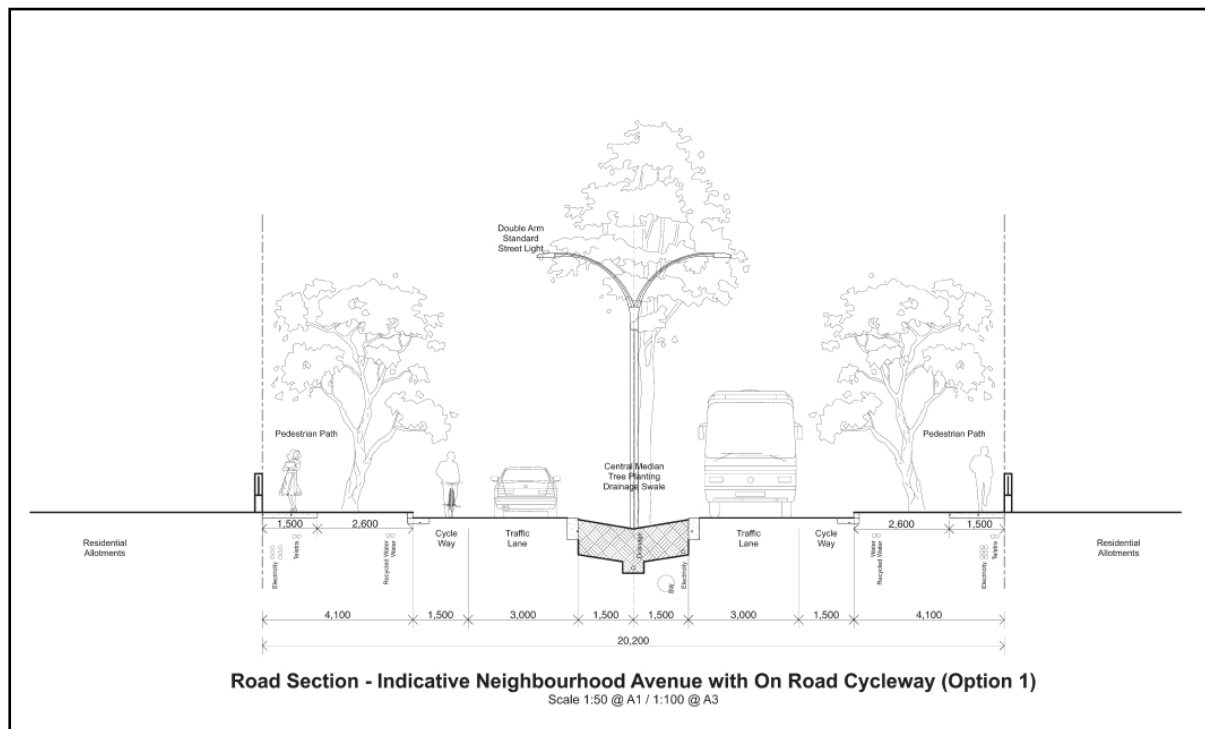 Double Arm
Standard
Street Light
Pedestrian Path
Pedestrian Path
Central Median
Tree Planting
Drainage Swale
1,500
2,600
2,600
1,500
Residential
Allotments
Cycle
Way
Traffic
Lane
Traffic
Lane
Cycle
Way
Residential
Allotments
Electricity
Telstra
Recycled Water
Water
Drainage
SW
Electricity
Water
Recycled Water
Electricity
Telstra
4,100
1,500
3,000
1,500
1,500
3,000
1,500
4,100
20,200
Road Section - Indicative Neighbourhood Avenue with On Road Cycleway (Option 1)
Scale 1:50 @ A1 / 1:100 @ A3